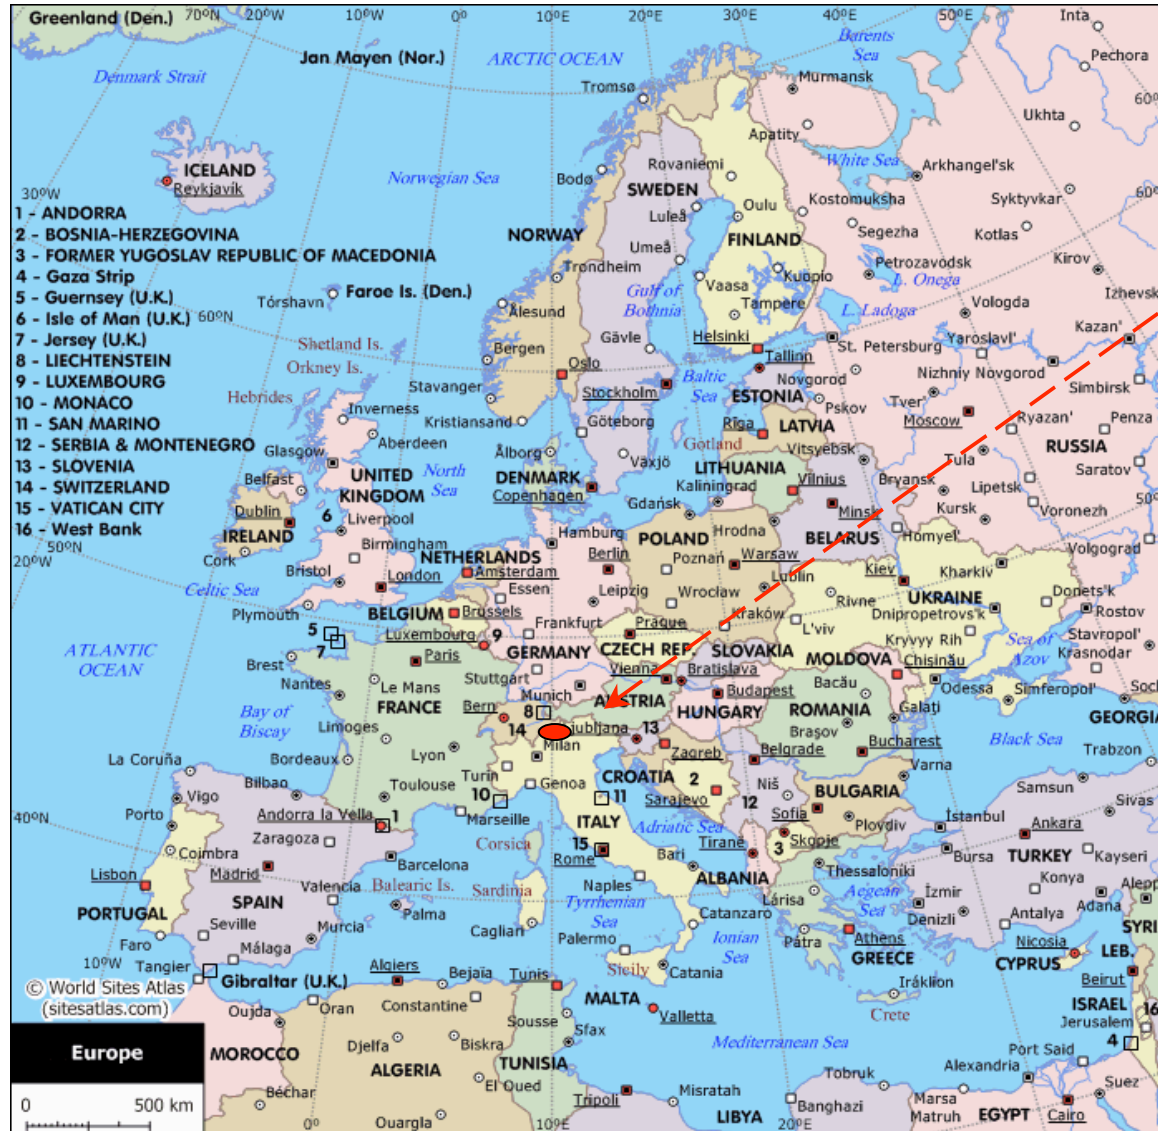 Greenland (Den.)
70°N
20°W
10°W
0°
10°E
20°E
70°N
30°E
40°E
50°E
Inta
Pechora
Barents
Sea
Jan Mayen (Nor.)
ARCTIC OCEAN
Denmark Strait
Murmansk
Tromsø
60°
Ukhta
Apatity
ICELAND
Reykjavík
Rovaniemi
White Sea
Arkhangel'sk
Norwegian Sea
Bodø
SWEDEN
30°W
Kostomuksha
Syktyvkar
60°
1 - ANDORRA
2 - BOSNIA-HERZEGOVINA
3 - FORMER YUGOSLAV REPUBLIC OF MACEDONIA
4 - Gaza Strip
5 - Guernsey (U.K.)
6 - Isle of Man (U.K.)
7 - Jersey (U.K.)
8 - LIECHTENSTEIN
9 - LUXEMBOURG
10 - MONACO
11 - SAN MARINO
12 - SERBIA & MONTENEGRO
13 - SLOVENIA
14 - SWITZERLAND
15 - VATICAN CITY
16 - West Bank
Luleå
Oulu
Segezha
Kotlas
NORWAY
FINLAND
Umeå
Kirov
Trondheim
Kuopio
Petrozavodsk
L. Onega
Tórshavn
Faroe Is. (Den.)
Gulf of
Bothnia
Vaasa
Izhevsk
Ålesund
Tampere
L. Ladoga
Vologda
60°N
Kazan'
Shetland Is.
Orkney Is.
Bergen
Gävle
Helsinki
St. Petersburg
Yaroslavl'
Oslo
Tallinn
Nizhniy Novgorod
Stavanger
Stockholm
Baltic
Sea
Novgorod
Simbirsk
Hebrides
ESTONIA
Tver'
Inverness
Kristiansand
Göteborg
Rīga
Pskov
Moscow
Ryazan'
Penza
Aberdeen
LATVIA
RUSSIA
Glasgow
Ålborg
Gotland
Vitsyebsk
Tula
Saratov
UNITED
KINGDOM
North
Sea
Växjö
LITHUANIA
Belfast
DENMARK
Copenhagen
Kaliningrad
Vilnius
Bryansk
Lipetsk
Dublin
Gdańsk
Minsk
Kursk
Voronezh
50°
6
Liverpool
IRELAND
Hamburg
POLAND
Hrodna
BELARUS
Homyel'
50°N
Birmingham
NETHERLANDS
Berlin
Poznań
Warsaw
Volgograd
Cork
20°W
Bristol
London
Amsterdam
Essen
Leipzig
Lublin
Kiev
Kharkiv
Celtic Sea
Plymouth
BELGIUM
Brussels
Wrocław
Rivne
UKRAINE
Donets'k
Rostov
Luxembourg
9
Frankfurt
Prague
Kraków
L'viv
Dnipropetrovs'k
Kryvyy Rih
5
7
GERMANY
CZECH REP.
SLOVAKIA
Sea of
Azov
Stavropol'
ATLANTIC
OCEAN
Brest
Paris
Stuttgart
Vienna
Bratislava
MOLDOVA
Chisinău
Krasnodar
Nantes
Le Mans
FRANCE
Munich
8
AUSTRIA
Budapest
Bacău
Odessa
Simferopol'
Soc
Bern
14
Ljubljana
13
HUNGARY
ROMANIA
Galaţi
GEORGI
Bay of
Biscay
Limoges
Milan
Zagreb
Braşov
Bucharest
Black Sea
Lyon
Belgrade
Trabzon
La Coruña
Bordeaux
Turin
Genoa
CROATIA
2
Niš
Varna
Bilbao
Toulouse
10
11
Sarajevo
12
BULGARIA
Samsun
Vigo
Andorra la Vella
1
Marseille
ITALY
Adriatic Sea
Sofia
Plovdiv
İstanbul
Ankara
Sivas
40°N
Porto
Zaragoza
Corsica
15
Rome
Tiranë
3
Skopje
Bursa
TURKEY
Kayseri
Coimbra
Madrid
Barcelona
Bari
ALBANIA
Thessaloniki
Lisbon
Valencia
Balearic Is.
Sardinia
Naples
Tyrrhenian
Sea
Lárisa
Aegean
Sea
İzmir
Konya
Adana
Alepp
PORTUGAL
SPAIN
Palma
Catanzaro
Denizli
Antalya
SYRI
Seville
Murcia
Caglian
Ionian
Sea
Pátra
Athens
GREECE
Nicosia
Faro
Málaga
Palermo
CYPRUS
LEB.
10°W
Tangier
Gibraltar (U.K.)
Algiers
Bejaïa
Tunis
Sicily
Catania
Iráklion
Beirut
© World Sites Atlas
(sitesatlas.com)
Oujda
Oran
Constantine
MALTA
Valletta
Crete
ISRAEL
Jerusalem
16
Sousse
Sfax
Europe
MOROCCO
Djelfa
Biskra
TUNISIA
Mediterranean Sea
4
Port Said
ALGERIA
El Oued
Alexandria
Suez
Béchar
Tripoli
Misratah
Tobruk
Marsa
Matruh
0
500 km
0°
Ouargla
10°E
LIBYA
Banghazi
20°E
EGYPT
Cairo